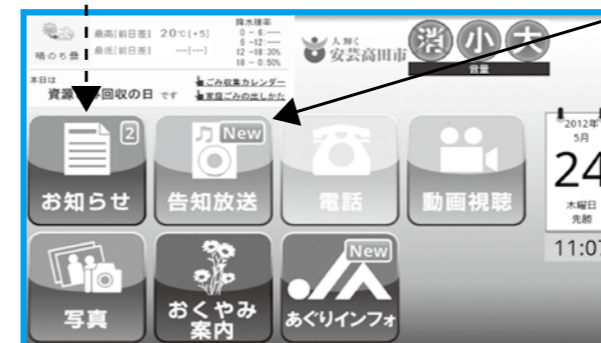 晴のち曇
最高[前日差] 20℃[+5]
最低[前日差] ---[---]
降水確率
0 - 6:---
6 -12:---
12 -18:30%
18 - 0:50%
人輝く
安芸高田市
消 小 大
音量
本日は
資源 回収の日 です
ごみ収集カレンダー
家庭ごみの出しかた
2
お知らせ
New
告知放送
電話
動画視聴
2012年
5月
24
木曜日
先勝
11:07
写真
おくやみ
案内
New
あぐりインフォ